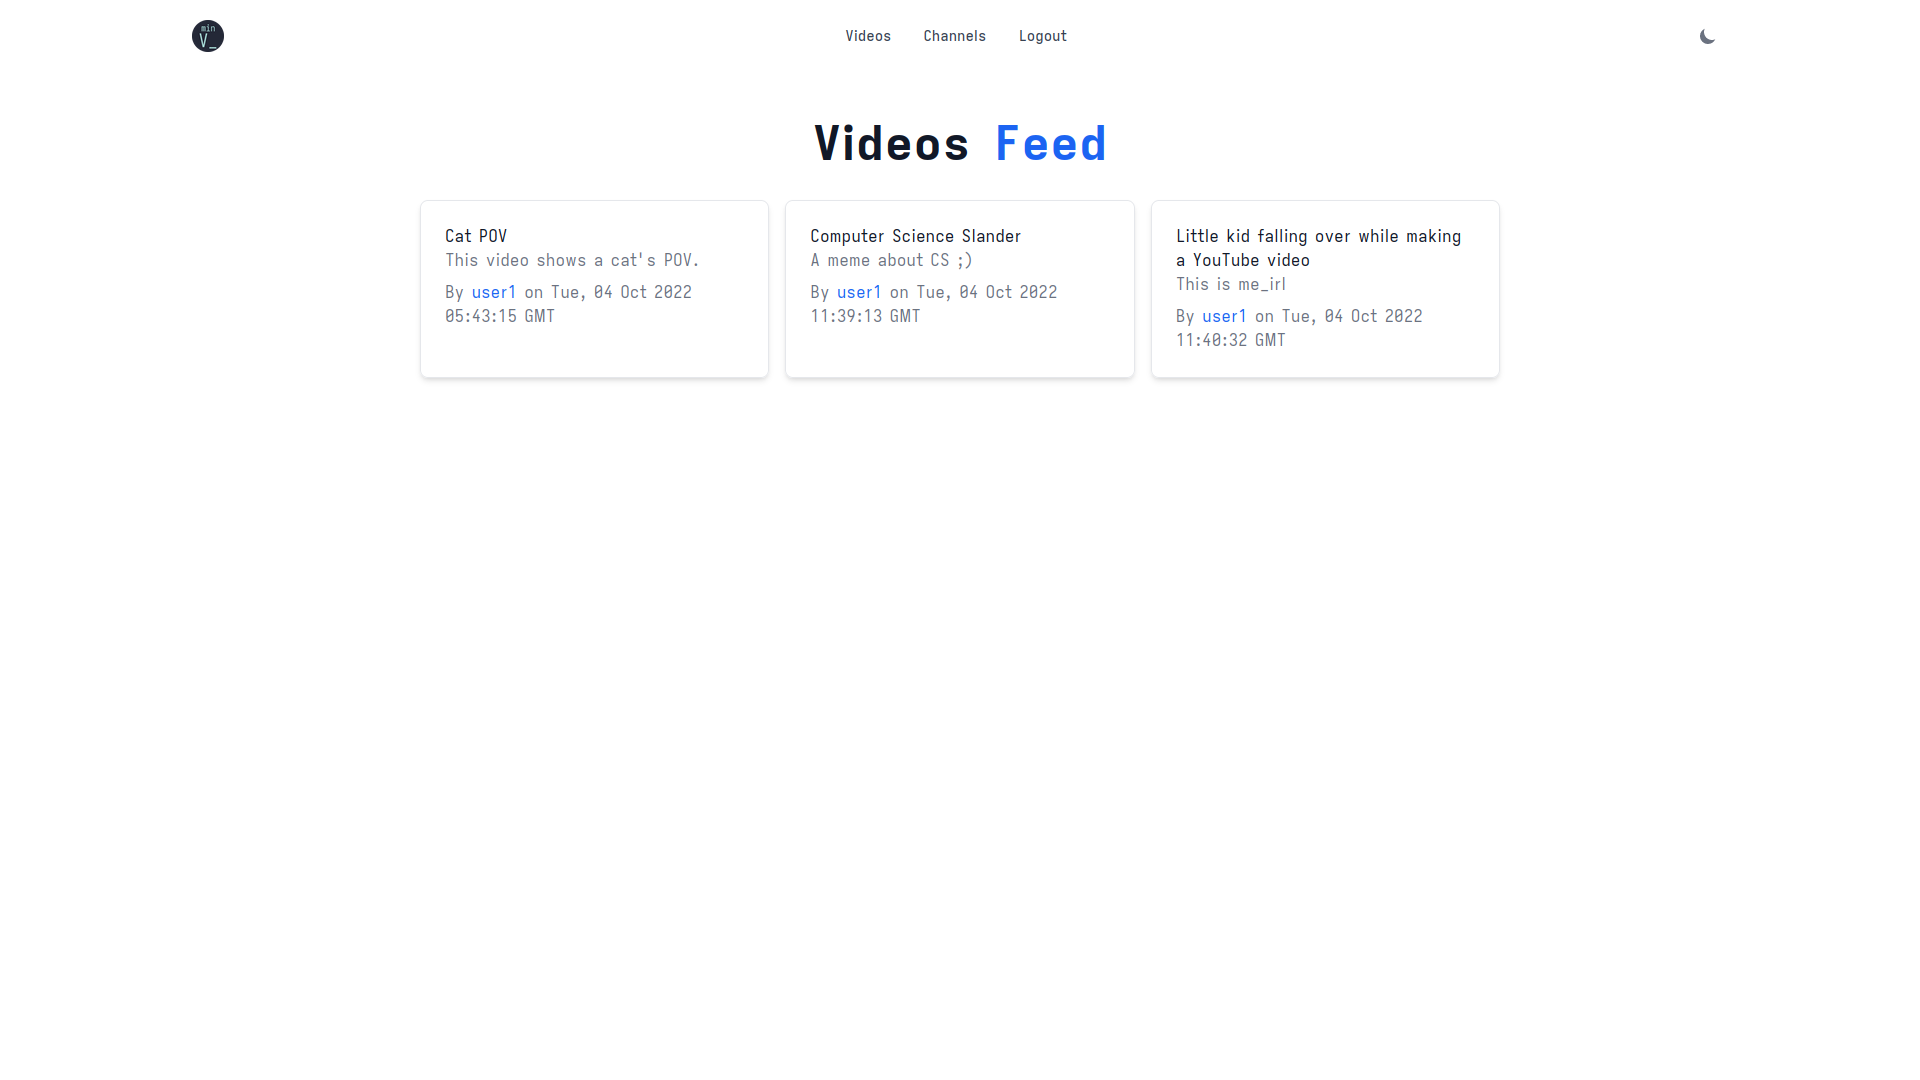 min
V_
Videos Channels Logout
Videos Feed
Cat POV
This video shows a cat's POV.
By user1 on Tue, 04 Oct 2022
05:43:15 GMT
Computer Science Slander
A meme about CS ;)
By user1 on Tue, 04 Oct 2022
11:39:13 GMT
Little kid falling over while making
a YouTube video
This is me_irl
By user1 on Tue, 04 Oct 2022
11:40:32 GMT